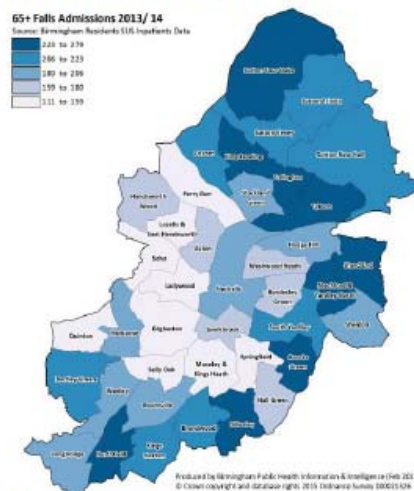 65+ Falls Admissions 2013/ 14
Source: Birmingham Residents SUS Inpatients Data
223 to 279
206 to 223
180 to 206
159 to 180
111 to 159
Sutton Four Oaks
Sutton Trinity
Sutton Vesey
Oscott
Kingstanding
Sutton New Hall
Erdington
Perry Barr
Stockland
Green
Tyburn
Handsworth
Wood
Lozells &
East Handsworth
Aston
Hodge Hill
Soho
Washwood Heath
Shard End
Ladywood
Nechells
Bordesley
Green
Stechford &
Yardley North
Quinton
Harborne
Edgbaston
Sparkbrook
South Yardley
Sheldon
Springfield
Acocks
Green
Bartley Green
Selly Oak
Moseley &
Kings Heath
Hall Green
Weoley
Bournville
Billesley
Brandwood
Longbridge
Northfield
Kings
Norton
Produced by Birmingham Public Health Information & Intelligence (Feb 201
© Crown copyright and database rights 2015 Ordnance Survey 100021326